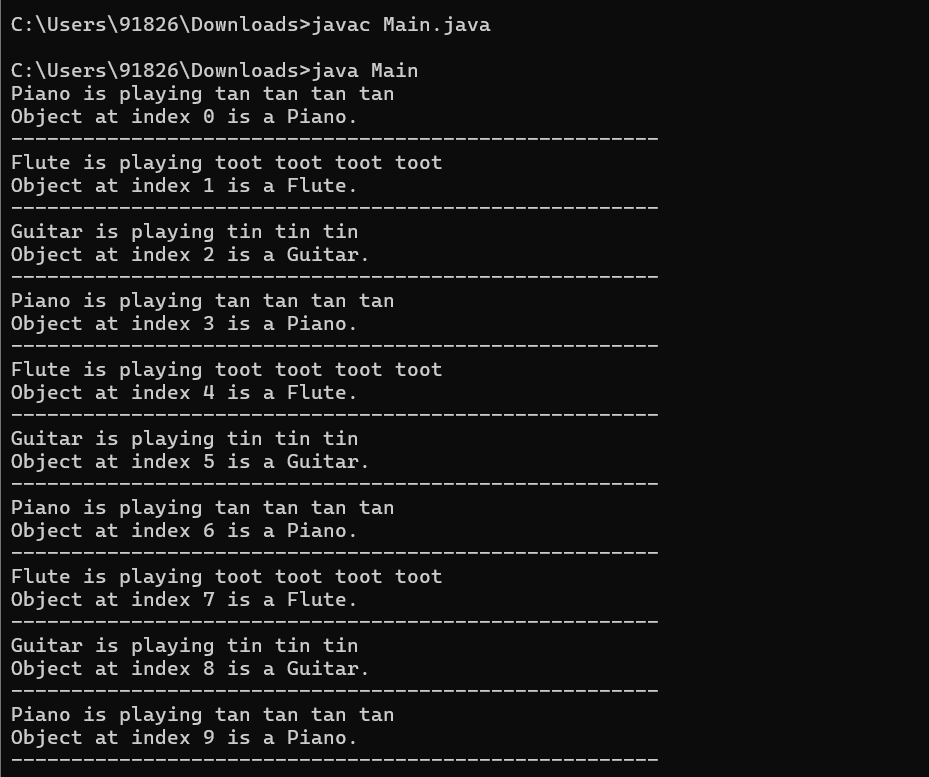 C:\Users\91826\Downloads>javac Main.java
C:\Users\91826\Downloads>java Main
Piano is playing tan tan tan tan
Object at index 0 is a Piano.
------------------------------------------------------
Flute is playing toot toot toot toot
Object at index 1 is a Flute.
------------------------------------------------------
Guitar is playing tin tin tin
Object at index 2 is a Guitar.
------------------------------------------------------
Piano is playing tan tan tan tan
Object at index 3 is a Piano.
------------------------------------------------------
Flute is playing toot toot toot toot
Object at index 4 is a Flute.
------------------------------------------------------
Guitar is playing tin tin tin
Object at index 5 is a Guitar.
------------------------------------------------------
Piano is playing tan tan tan tan
Object at index 6 is a Piano.
------------------------------------------------------
Flute is playing toot toot toot toot
Object at index 7 is a Flute.
------------------------------------------------------
Guitar is playing tin tin tin
Object at index 8 is a Guitar.
------------------------------------------------------
Piano is playing tan tan tan tan
Object at index 9 is a Piano.
------------------------------------------------------